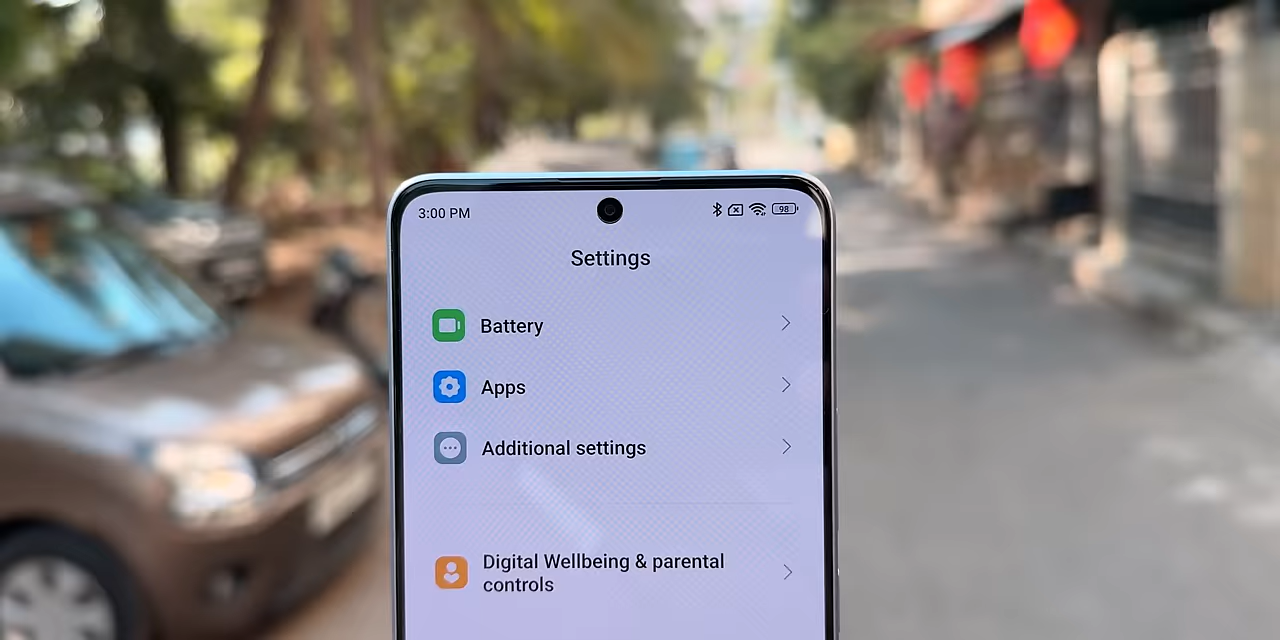 3:00 PM 98
Settings
Battery
Apps
Additional settings
Digital Wellbeing & parental
controls